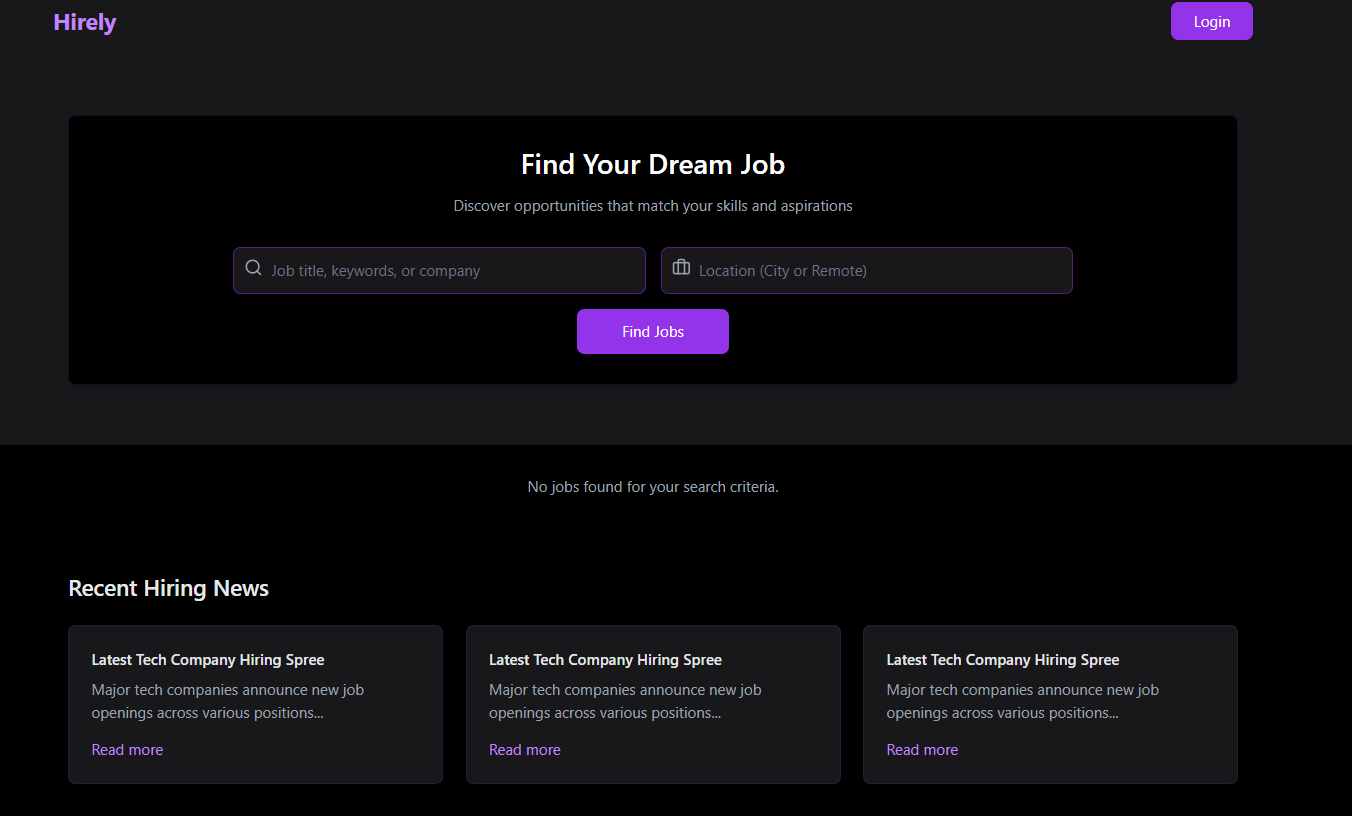 Hirely
Login
Find Your Dream Job
Discover opportunities that match your skills and aspirations
Job title, keywords, or company
Location (City or Remote)
Find Jobs
No jobs found for your search criteria.
Recent Hiring News
Latest Tech Company Hiring Spree
Major tech companies announce new job
openings across various positions...
Read more
Latest Tech Company Hiring Spree
Major tech companies announce new job
openings across various positions...
Read more
Latest Tech Company Hiring Spree
Major tech companies announce new job
openings across various positions...
Read more